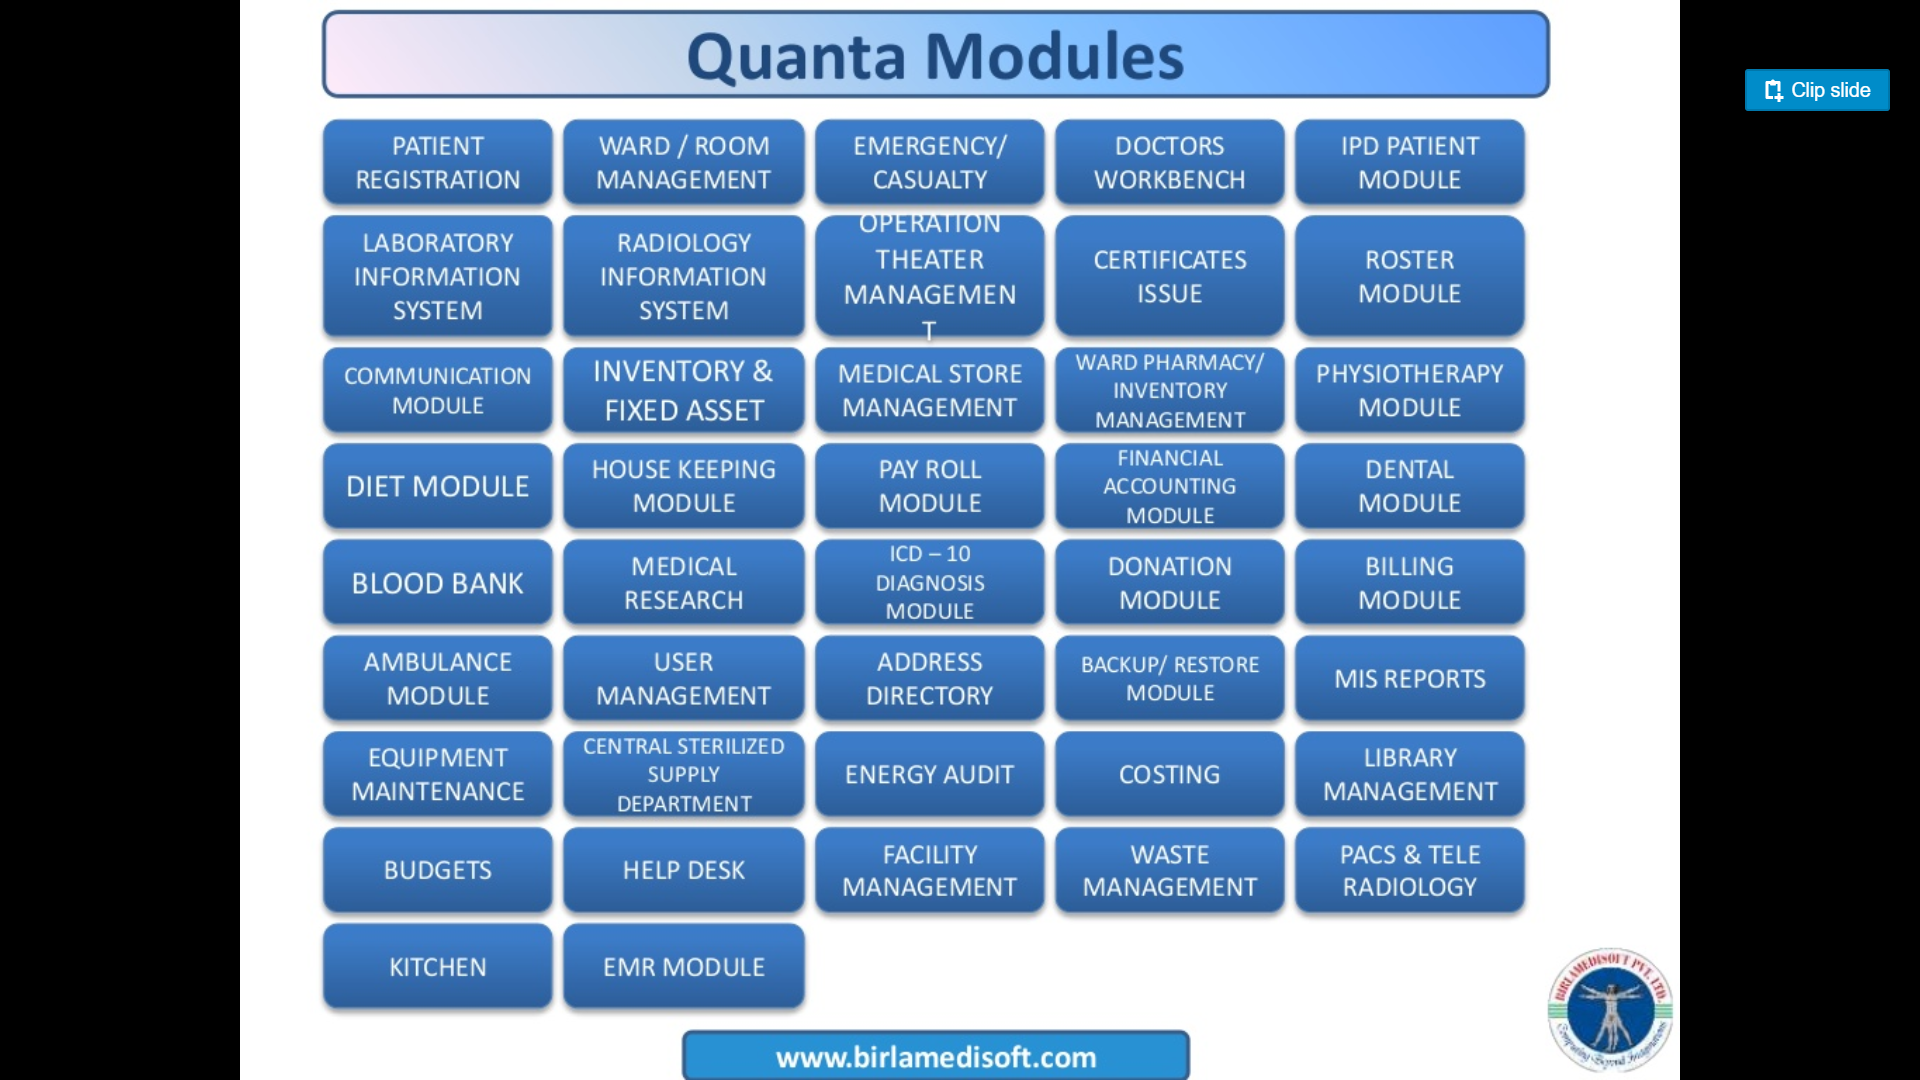 Quanta Modules
Clip slide
PATIENT
REGISTRATION
WARD / ROOM
MANAGEMENT
EMERGENCY/
CASUALTY
DOCTORS
WORKBENCH
IPD PATIENT
MODULE
LABORATORY
INFORMATION
SYSTEM
RADIOLOGY
INFORMATION
SYSTEM
OPERATION
THEATER
MANAGEMEN
T
CERTIFICATES
ISSUE
ROSTER
MODULE
COMMUNICATION
MODULE
INVENTORY &
FIXED ASSET
MEDICAL STORE
MANAGEMENT
WARD PHARMACY/
INVENTORY
MANAGEMENT
PHYSIOTHERAPY
MODULE
DIET MODULE
HOUSE KEEPING
MODULE
PAY ROLL
MODULE
FINANCIAL
ACCOUNTING
MODULE
DENTAL
MODULE
BLOOD BANK
MEDICAL
RESEARCH
ICD – 10
DIAGNOSIS
MODULE
DONATION
MODULE
BILLING
MODULE
AMBULANCE
MODULE
USER
MANAGEMENT
ADDRESS
DIRECTORY
BACKUP/ RESTORE
MODULE
MIS REPORTS
EQUIPMENT
MAINTENANCE
CENTRAL STERILIZED
SUPPLY
DEPARTMENT
ENERGY AUDIT
COSTING
LIBRARY
MANAGEMENT
BUDGETS
HELP DESK
FACILITY
MANAGEMENT
WASTE
MANAGEMENT
PACS & TELE
RADIOLOGY
KITCHEN
EMR MODULE
BIRLAMEDISOFT PVT. LTD.
Computing Beyond Imaginations
www.birlamedisoft.com